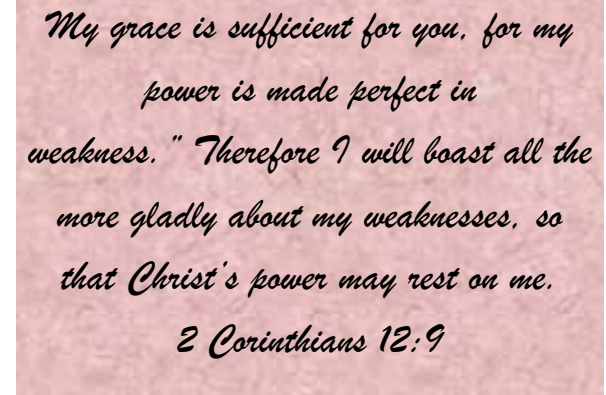 My grace is sufficient for you, for my
power is made perfect in
weakness." Therefore I will boast all the
more gladly about my weaknesses, so
that Christ's power may rest on me.
2 Corinthians 12:9